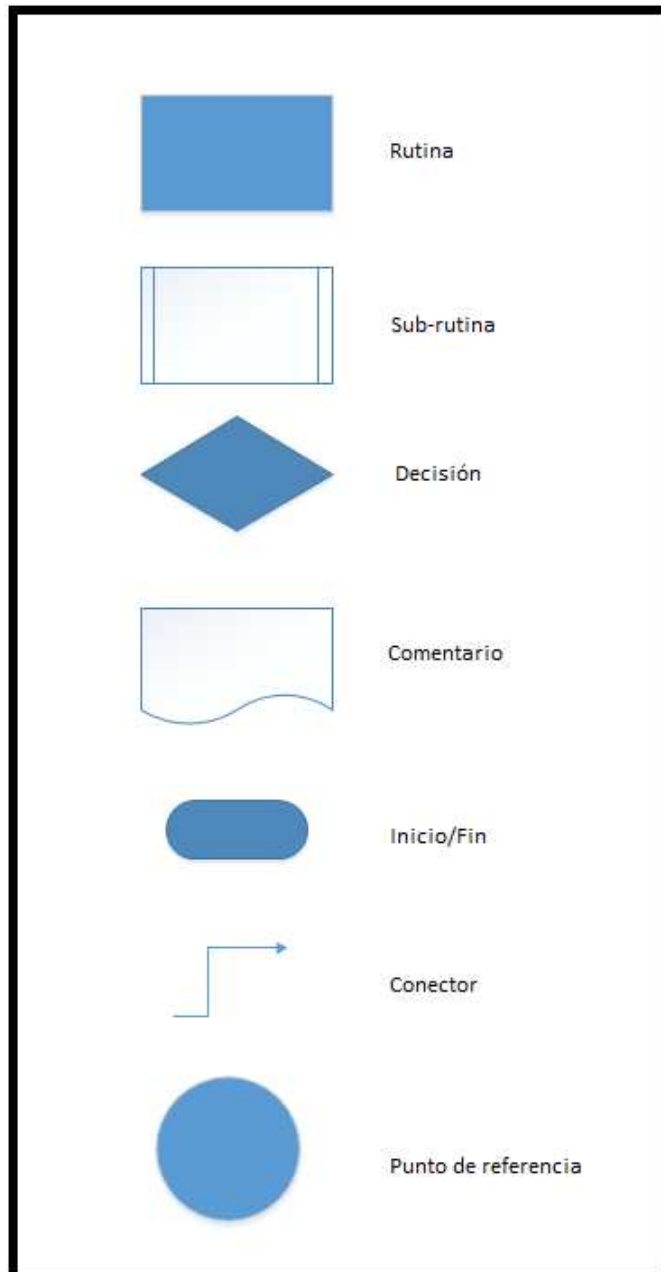 Rutina
Sub-rutina
Decisión
Comentario
Inicio/Fin
Conector
Punto de referencia